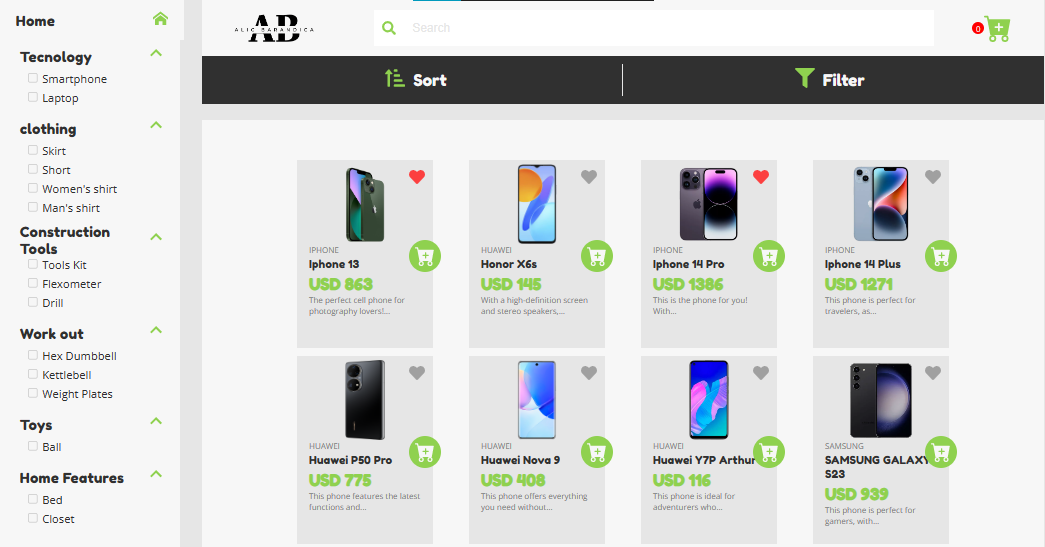 Home
Tecnology
Smartphone
Laptop
clothing
Skirt
Short
Women's shirt
Man's shirt
Construction
Tools
Tools Kit
Flexometer
Drill
Work out
Hex Dumbbell
Kettlebell
Weight Plates
Toys
Ball
Home Features
Bed
Closet
AB
ALIC BARANDICA
Search
0
Sort
Filter
IPHONE
Iphone 13
USD 863
The perfect cell phone for
photography lovers!...
HUAWEI
Honor X6s
USD 145
With a high-definition screen
and stereo speakers,...
IPHONE
Iphone 14 Pro
USD 1386
This is the phone for you!
With...
IPHONE
Iphone 14 Plus
USD 1271
This phone is perfect for
travelers, as...
HUAWEI
Huawei P50 Pro
USD 775
This phone features the latest
functions and...
HUAWEI
Huawei Nova 9
USD 408
This phone offers everything
you need without...
HUAWEI
Huawei Y7P Arthur
USD 116
This phone is ideal for
adventurers who...
SAMSUNG
SAMSUNG GALAXY
S23
USD 939
This phone is perfect for
gamers, with...